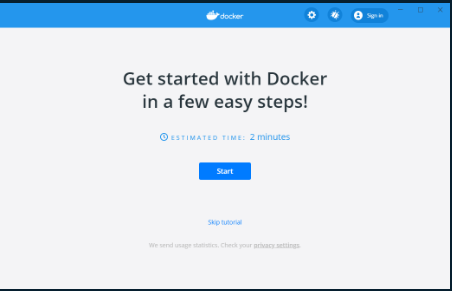 docker
Sign in
Get started with Docker
in a few easy steps!
ESTIMATED TIME: 2 minutes
Start
Skip tutorial
We send usage statistics. Check your privacy settings.